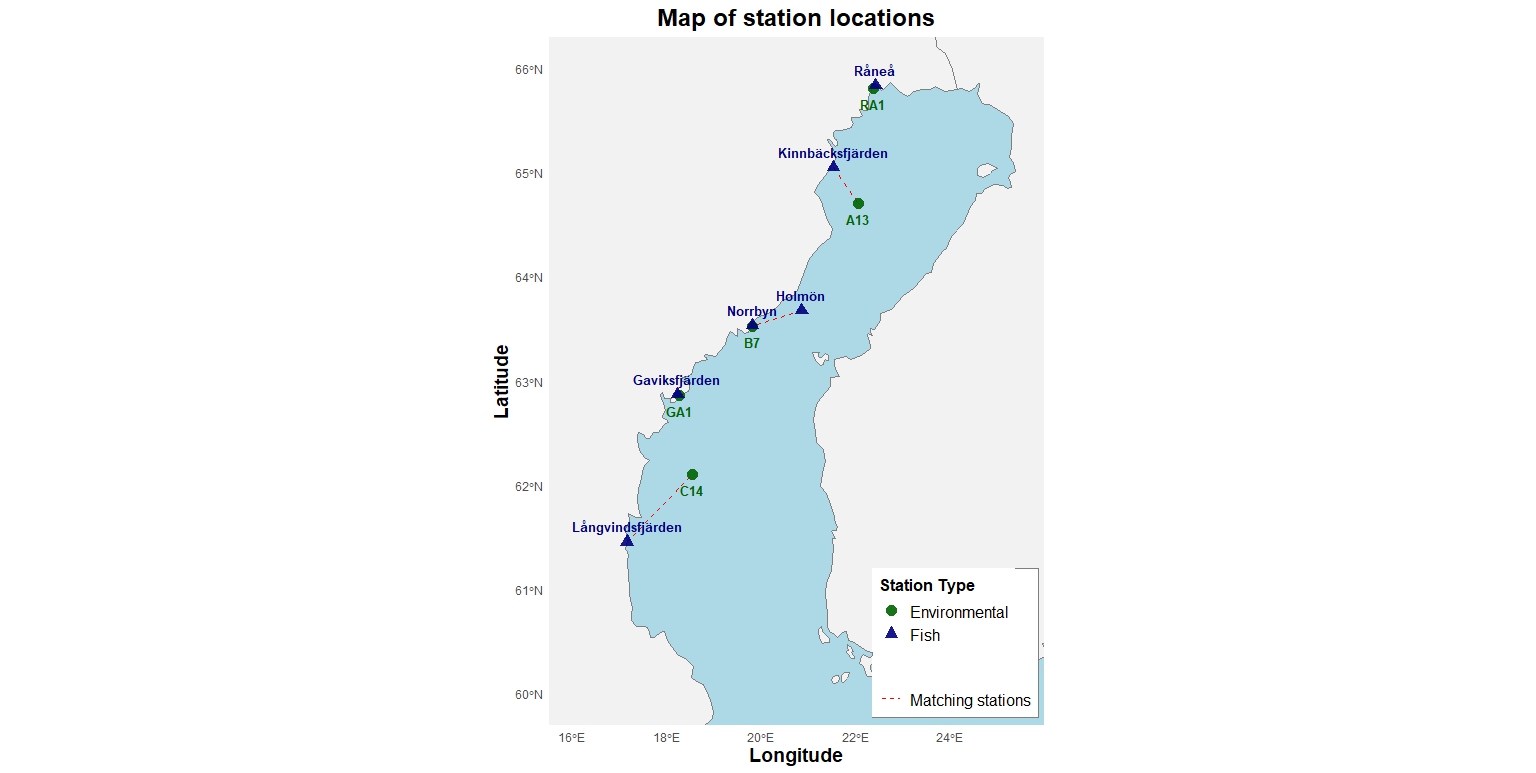 Map of station locations
66°N
65°N
64°N
63°N
62°N
61°N
60°N
Latitude
Råneå
RA1
Kinnbäcksfjärden
A13
Holmön
Norrbyn
B7
Gaviksfjärden
GA1
C14
Långvindsfjärden
Station Type
Environmental
Fish
Matching stations
16°E
18°E
20°E
22°E
24°E
Longitude